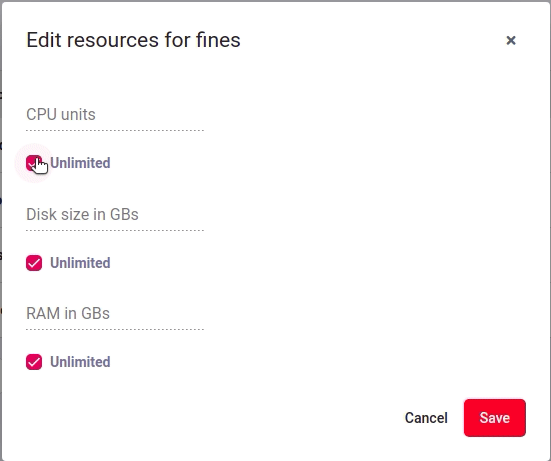 Edit resources for fines
CPU units
Unlimited
Disk size in GBs
Unlimited
RAM in GBs
Unlimited
Cancel Save